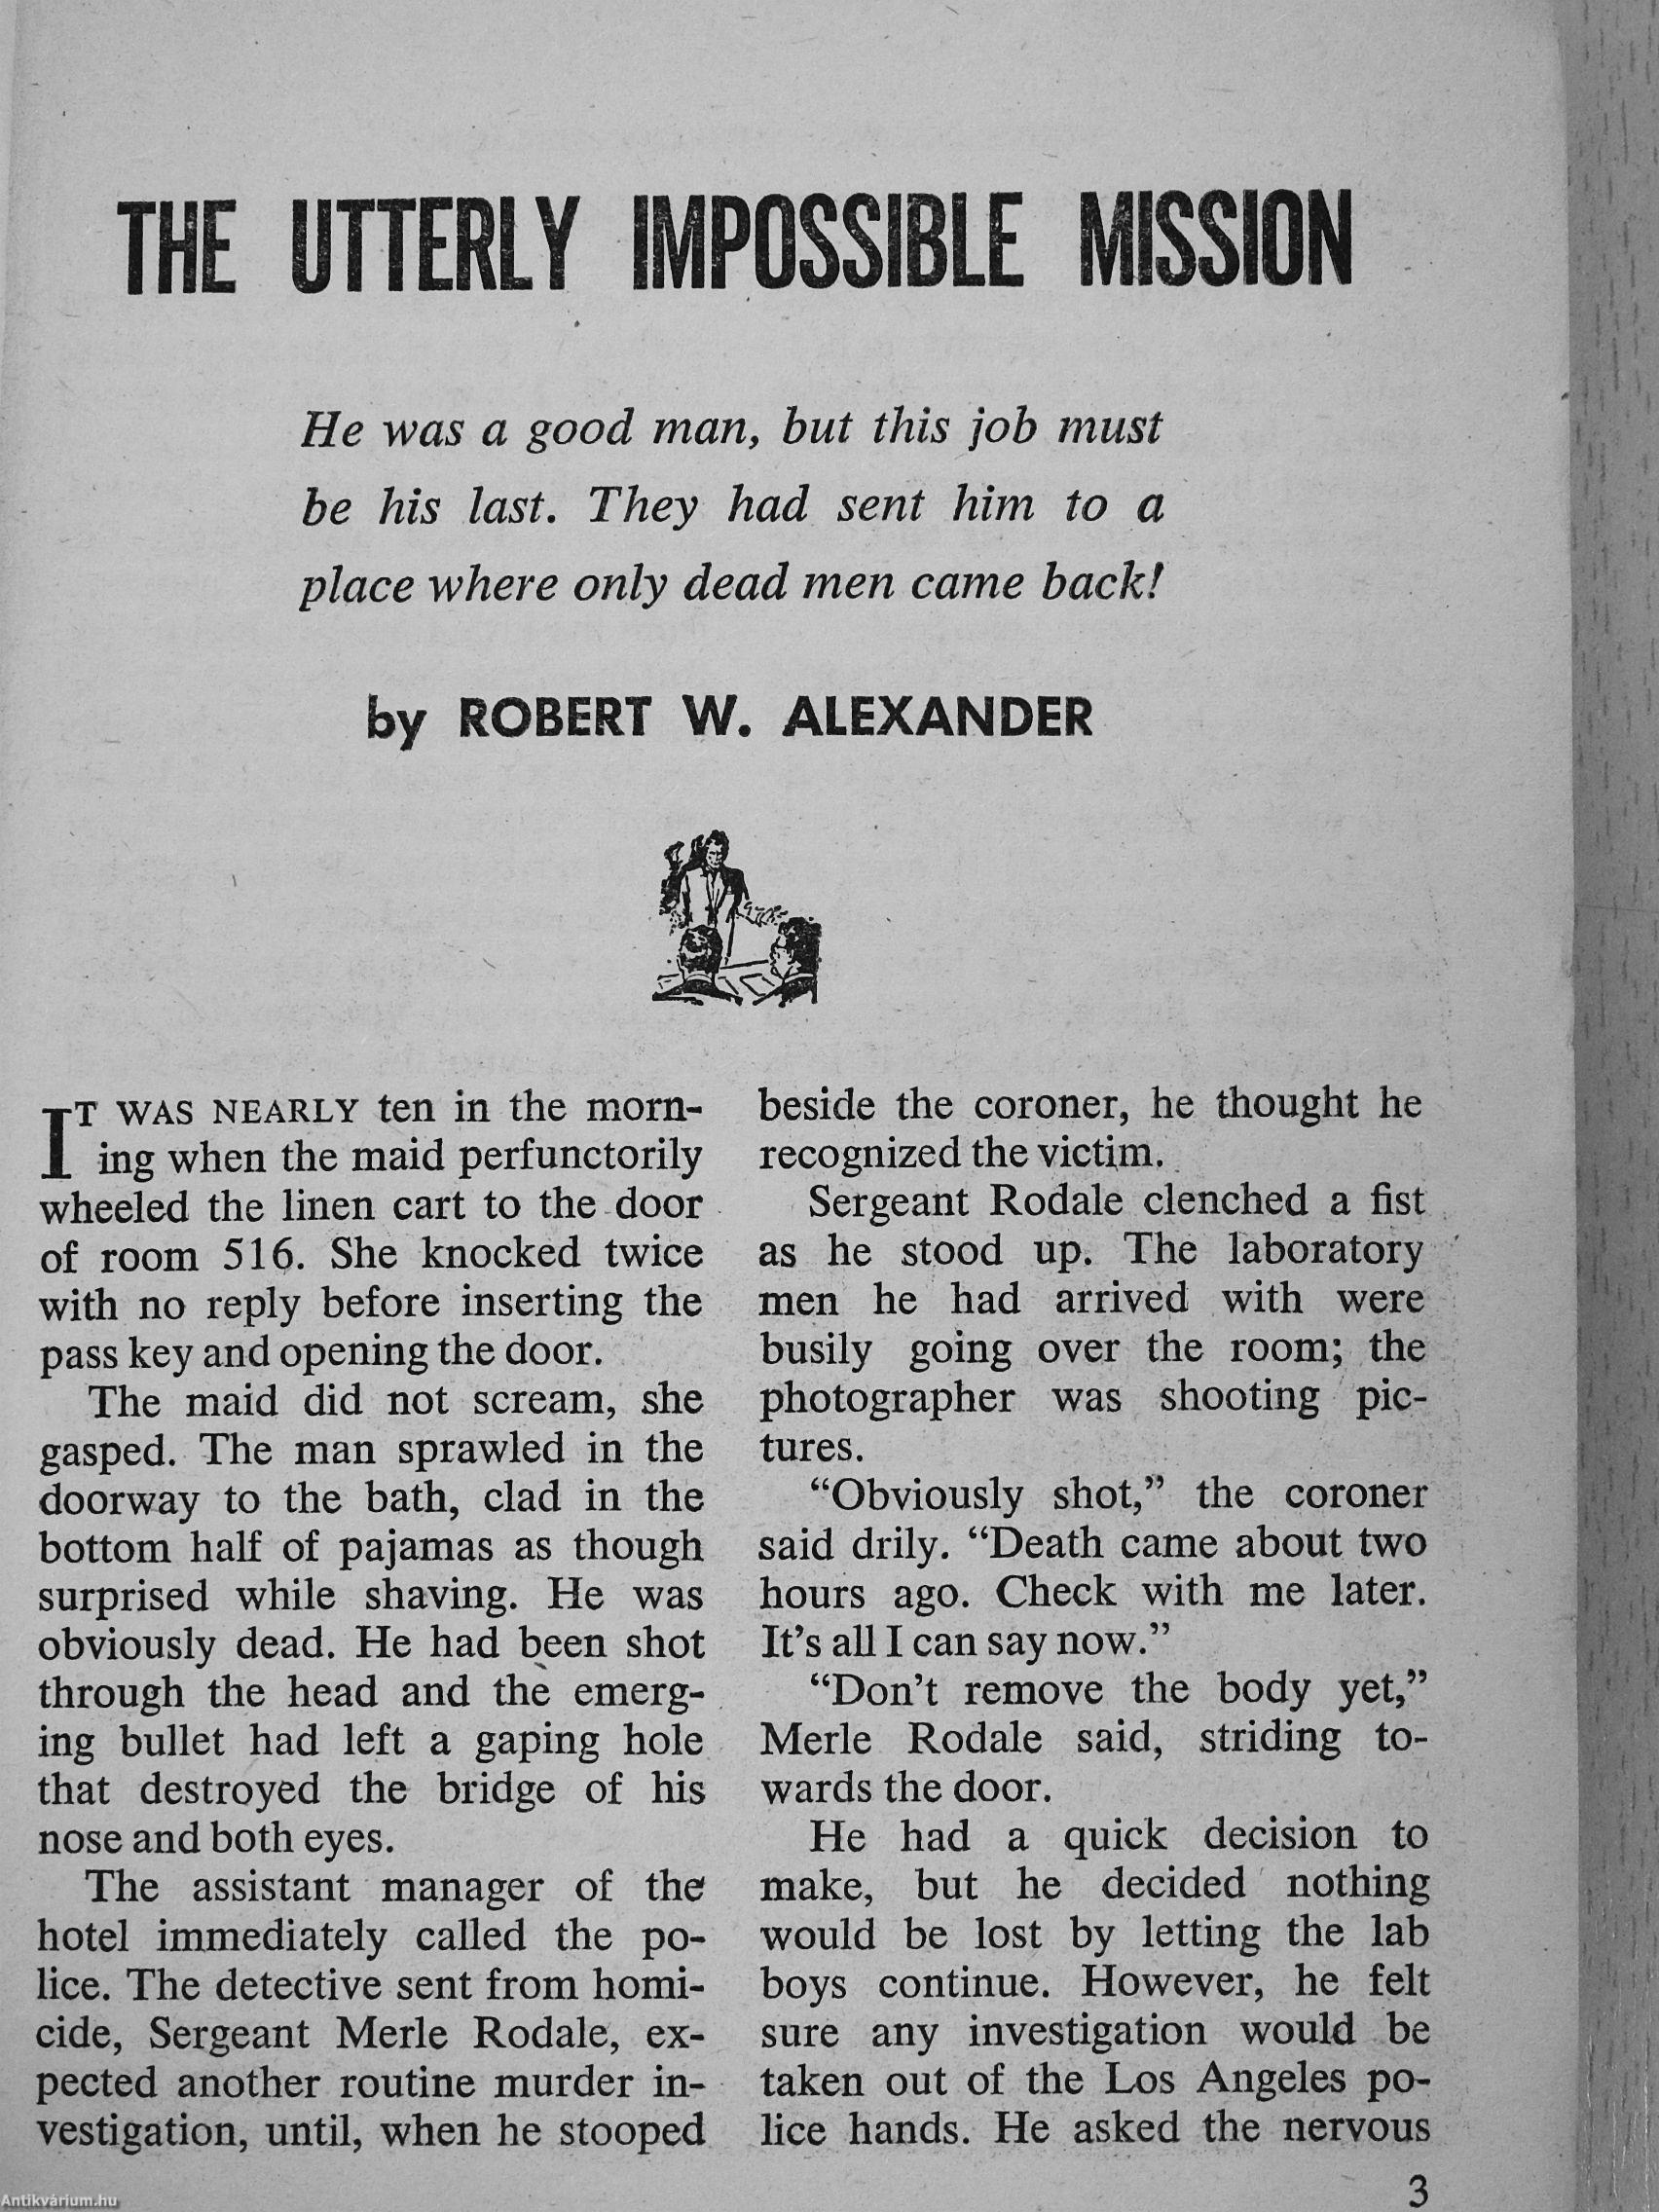 THE UTTERLY IMPOSSIBLE MISSION
He was a good man, but this job must
be his last. They had sent him to a
place where only dead men came back!
by ROBERT W. ALEXANDER
IT WAS NEARLY ten in the morn-
ing when the maid perfunctorily
wheeled the linen cart to the door
of room 516. She knocked twice
with no reply before inserting the
pass key and opening the door.
The maid did not scream, she
gasped. The man sprawled in the
doorway to the bath, clad in the
bottom half of pajamas as though
surprised while shaving. He was
obviously dead. He had been shot
through the head and the emerg-
ing bullet had left a gaping hole
that destroyed the bridge of his
nose and both eyes.
The assistant manager of the
hotel immediately called the po-
lice. The detective sent from homi-
cide, Sergeant Merle Rodale, ex-
pected another routine murder in-
vestigation, until, when he stooped
beside the coroner, he thought he
recognized the victim.
Sergeant Rodale clenched a fist
as he stood up. The laboratory
men he had arrived with were
busily going over the room; the
photographer was shooting pic-
tures.
“Obviously shot,” the coroner
said drily. “Death came about two
hours ago. Check with me later.
It’s all I can say now.”
“Don’t remove the body yet,”
Merle Rodale said, striding to-
wards the door.
He had a quick decision to
make, but he decided nothing
would be lost by letting the lab
boys continue. However, he felt
sure any investigation would be
taken out of the Los Angeles po-
lice hands. He asked the nervous
3
Antikvárium.hu